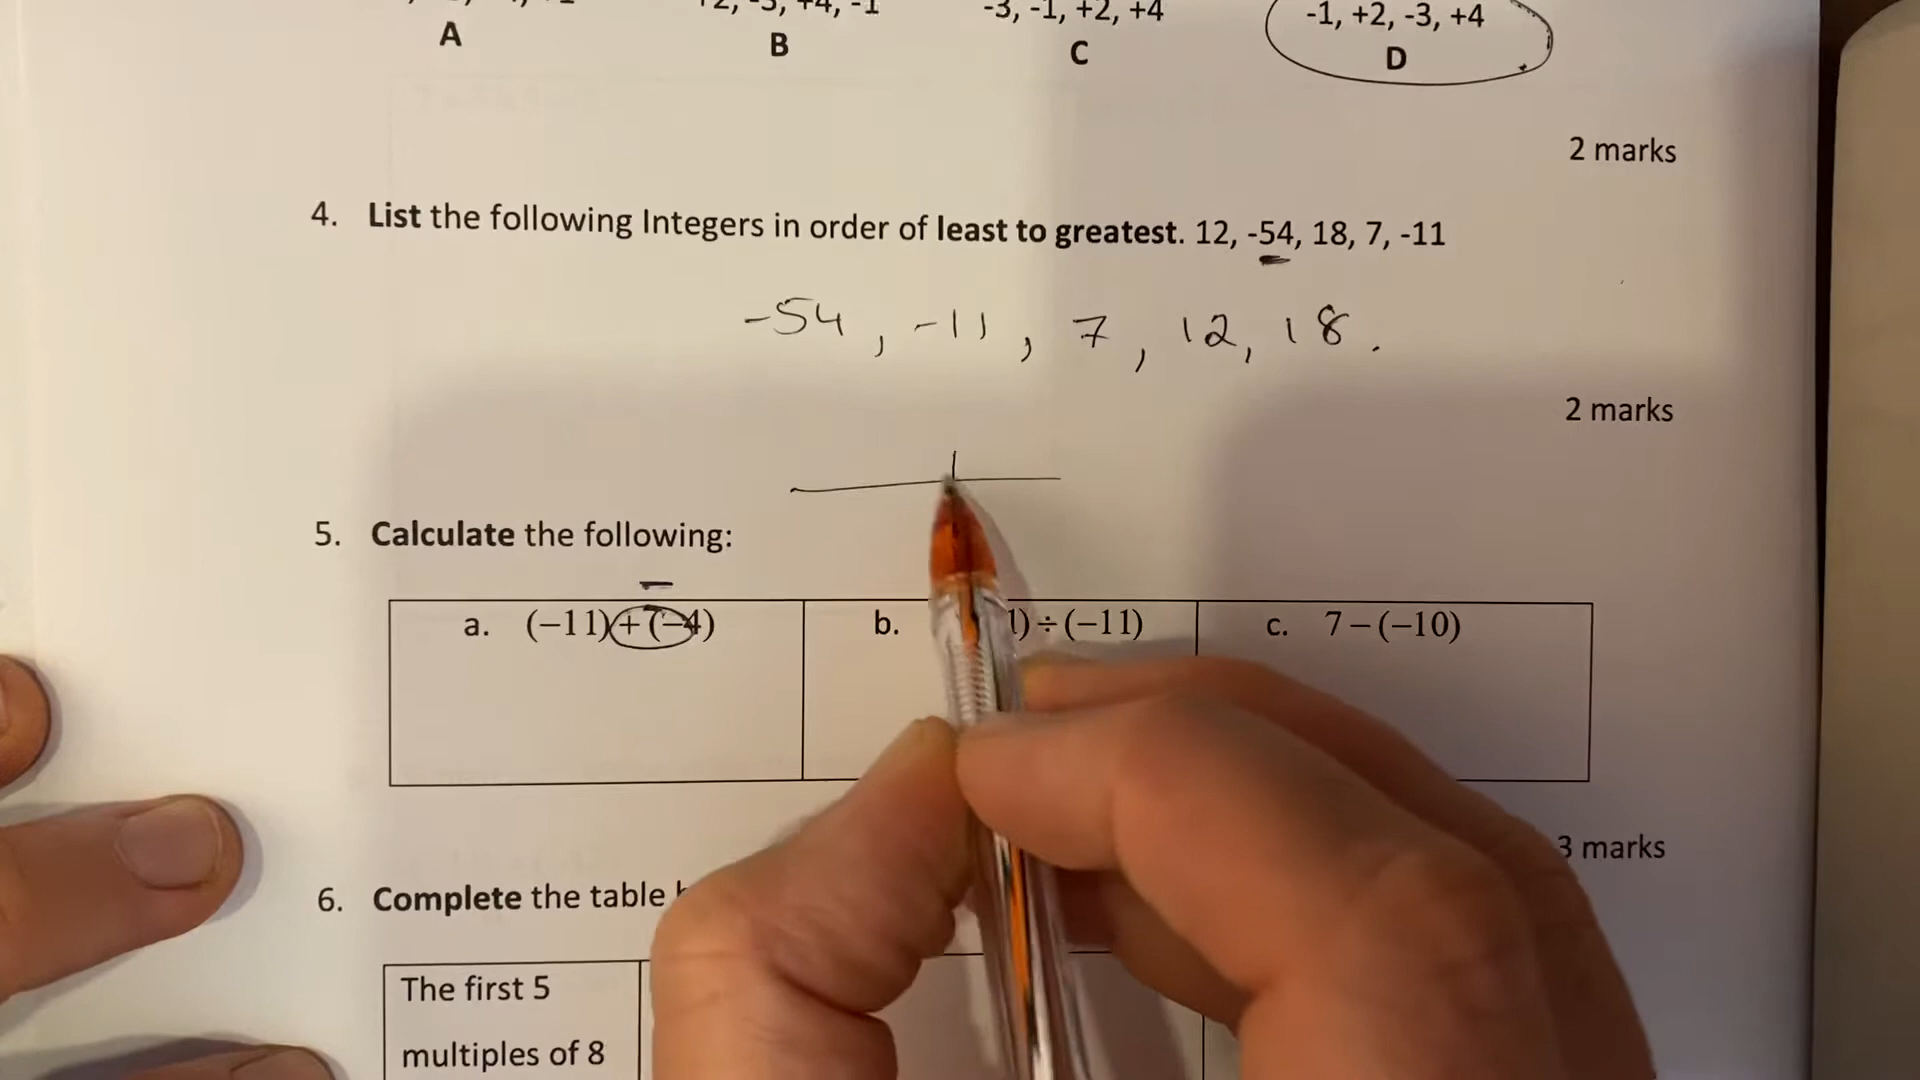 -3, -1, +2, +4
-1, +2, -3, +4
A
B
C
D
2 marks
4. List the following Integers in order of least to greatest. 12, -54, 18, 7, -11
-54, -11, 7, 12, 18.
2 marks
5. Calculate the following:
a. (−11)+(−4)
b. 1)÷(−11)
c. 7−(−10)
3 marks
6. Complete the table
The first 5
multiples of 8